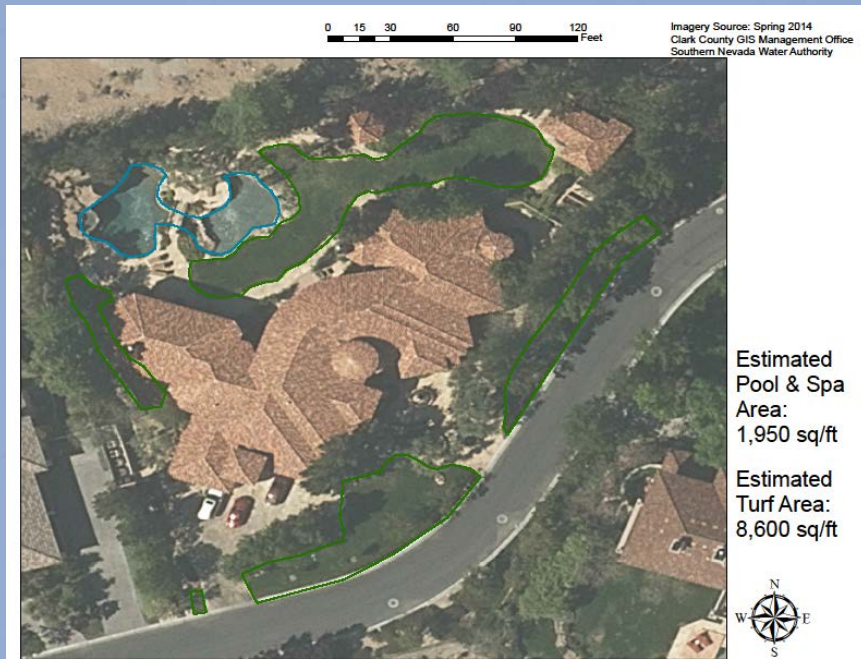 0 15 30 60 90 120
Feet
Imagery Source: Spring 2014
Clark County GIS Management Office
Southern Nevada Water Authority
Estimated
Pool & Spa
Area:
1,950 sq/ft
Estimated
Turf Area:
8,600 sq/ft
N
W E
S